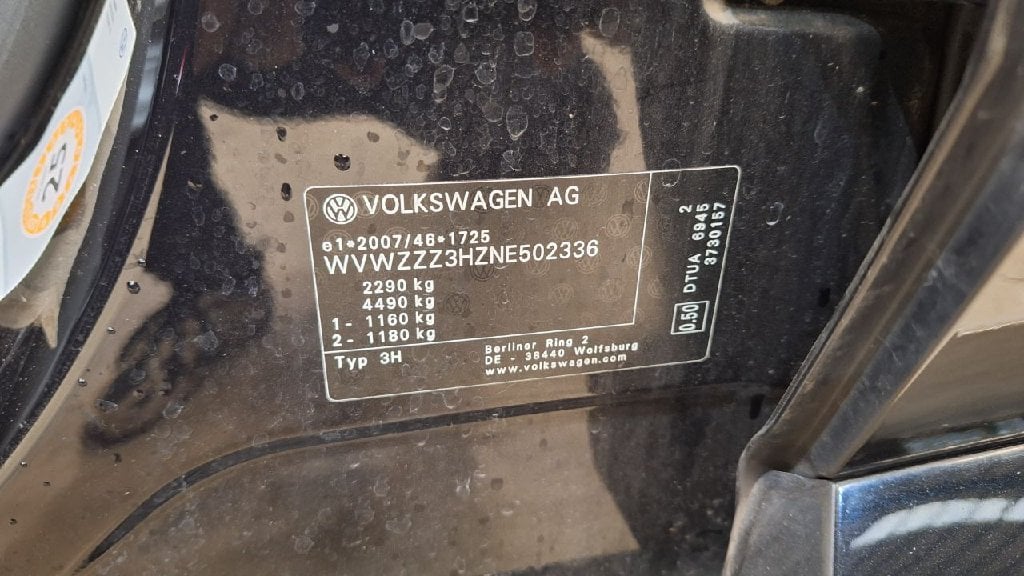 VOLKSWAGEN AG
e1*2007/46*1725
WVWZZZ3HZNE502336
2290 kg
4490 kg
1- 1160 kg
2- 1180 kg
Typ 3H
Berliner Ring 2
DE - 38440 Wolfsburg
www.volkswagen.com
0.50 DTUA 6945 2
3730157
25